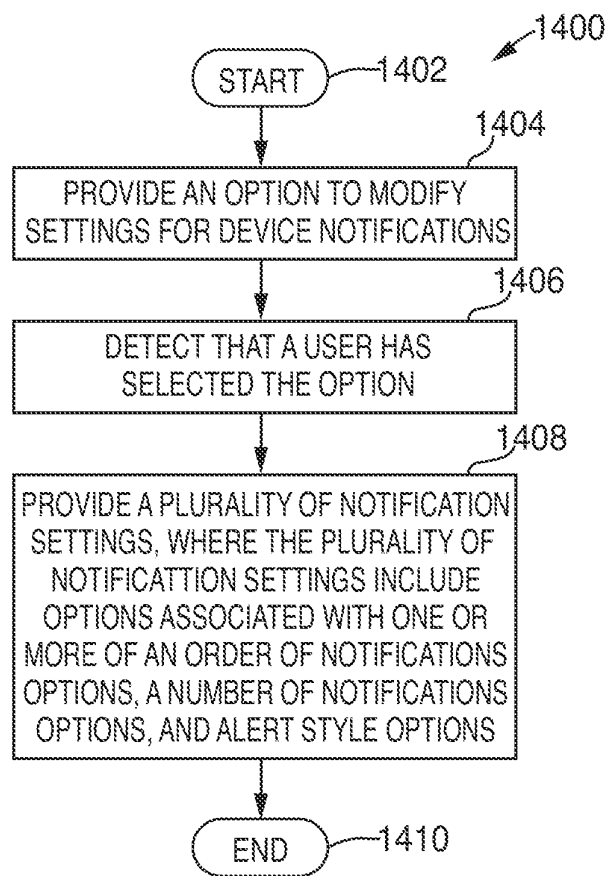 1400
START
1402
1404
PROVIDE AN OPTION TO MODIFY
SETTINGS FOR DEVICE NOTIFICATIONS
1406
DETECT THAT A USER HAS
SELECTED THE OPTION
1408
PROVIDE A PLURALITY OF NOTIFICATION
SETTINGS, WHERE THE PLURALITY OF
NOTIFICATTION SETTINGS INCLUDE
OPTIONS ASSOCIATED WITH ONE OR
MORE OF AN ORDER OF NOTIFICATIONS
OPTIONS, A NUMBER OF NOTIFICATIONS
OPTIONS, AND ALERT STYLE OPTIONS
END
1410